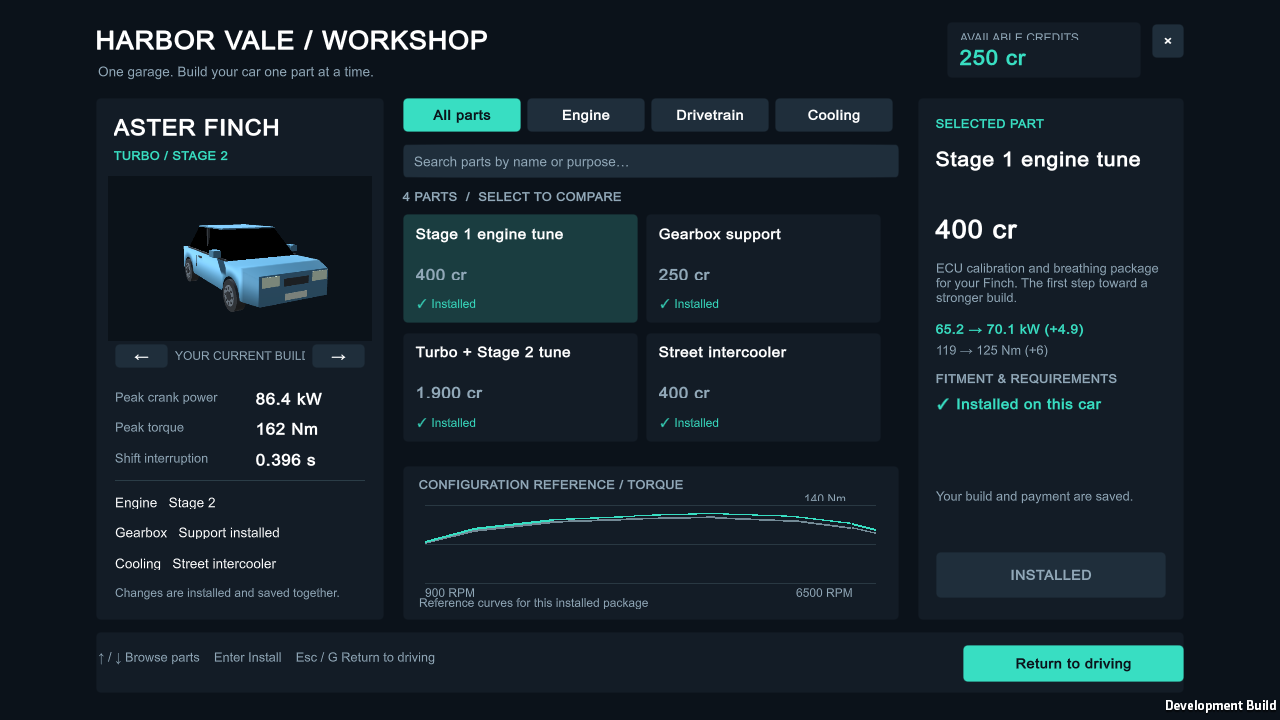 HARBOR VALE / WORKSHOP
One garage. Build your car one part at a time.
AVAILABLE CREDITS
250 cr
×
ASTER FINCH
TURBO / STAGE 2
← YOUR CURRENT BUILD →
Peak crank power 86.4 kW
Peak torque 162 Nm
Shift interruption 0.396 s
Engine Stage 2
Gearbox Support installed
Cooling Street intercooler
Changes are installed and saved together.
All parts Engine Drivetrain Cooling
Search parts by name or purpose…
4 PARTS / SELECT TO COMPARE
Stage 1 engine tune
400 cr
✓ Installed
Gearbox support
250 cr
✓ Installed
Turbo + Stage 2 tune
1.900 cr
✓ Installed
Street intercooler
400 cr
✓ Installed
CONFIGURATION REFERENCE / TORQUE
140 Nm
900 RPM 6500 RPM
Reference curves for this installed package
SELECTED PART
Stage 1 engine tune
400 cr
ECU calibration and breathing package
for your Finch. The first step toward a
stronger build.
65.2 → 70.1 kW (+4.9)
119 → 125 Nm (+6)
FITMENT & REQUIREMENTS
✓ Installed on this car
Your build and payment are saved.
INSTALLED
↑ / ↓ Browse parts Enter Install Esc / G Return to driving
Return to driving
Development Build